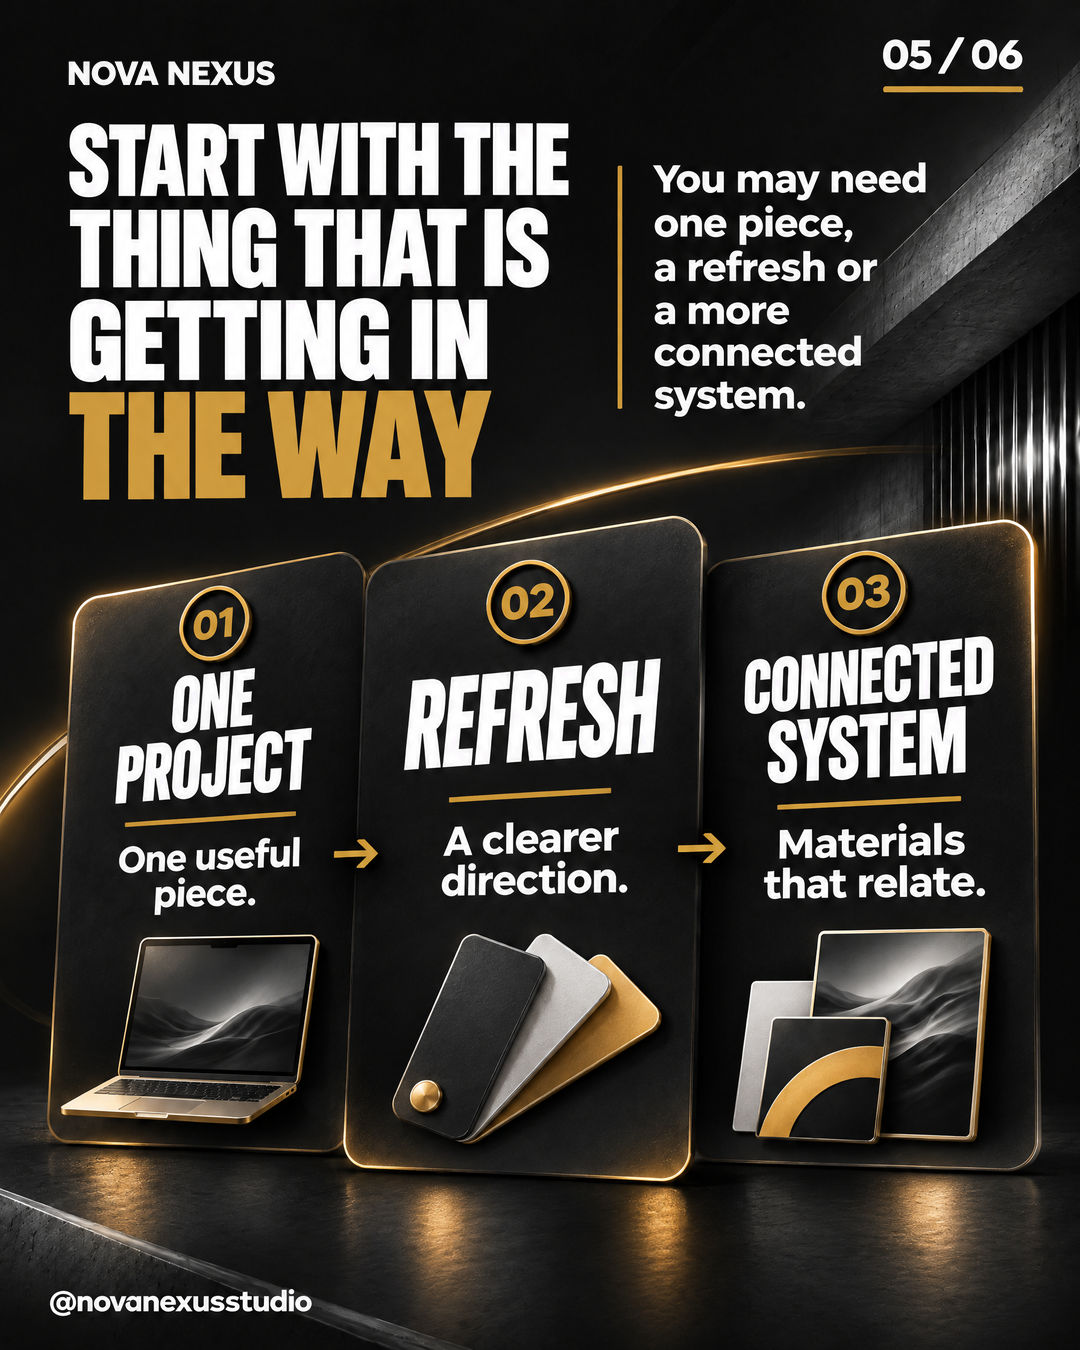 NOVA NEXUS
05 / 06
START WITH THE
THING THAT IS
GETTING IN
THE WAY
You may need
one piece,
a refresh or
a more
connected
system.
01
ONE
PROJECT
One useful
piece.
02
REFRESH
A clearer
direction.
03
CONNECTED
SYSTEM
Materials
that relate.
@novanexusstudio